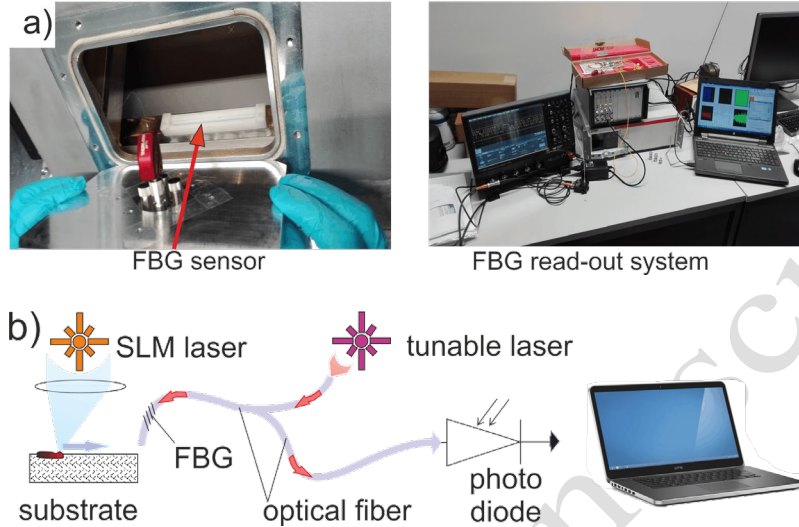 a)
FBG sensor
FBG read-out system
b)
SLM laser
tunable laser
FBG
substrate
optical fiber
photo
diode